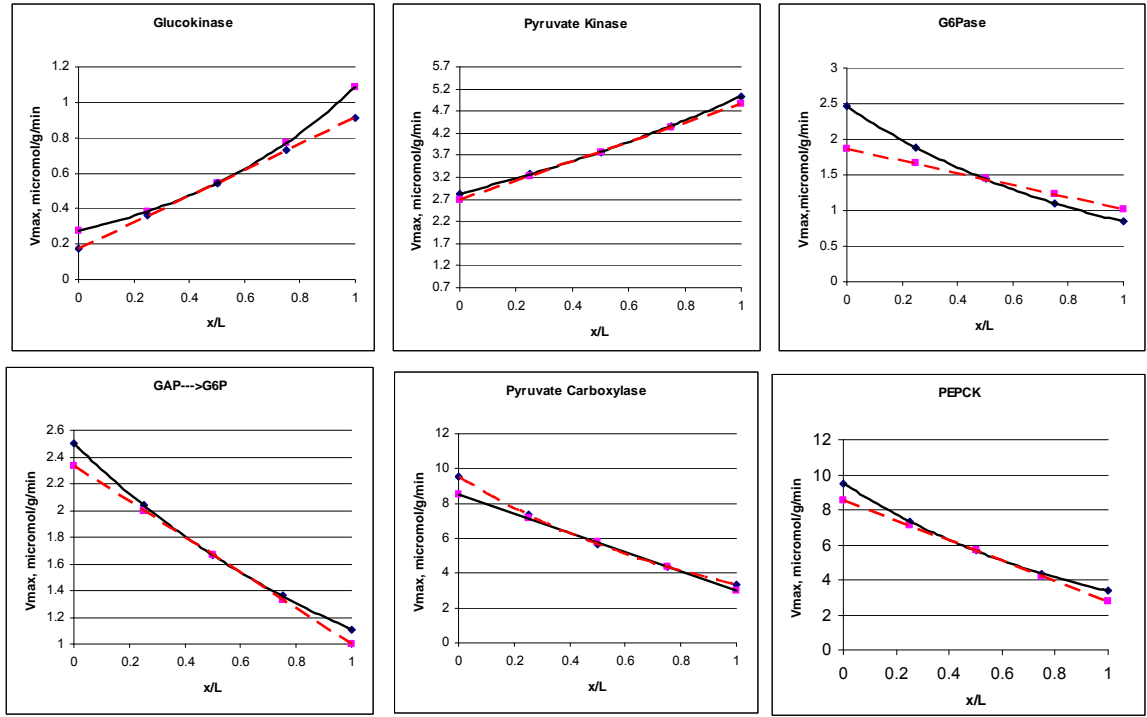 Glucokinase
Vmax, micromol/g/min
1.2
1
0.8
0.6
0.4
0.2
0
0 0.2 0.4 0.6 0.8 1
x/L
Pyruvate Kinase
Vmax, micromol/g/min
5.7
5.2
4.7
4.2
3.7
3.2
2.7
2.2
1.7
1.2
0.7
0 0.2 0.4 0.6 0.8 1
x/L
G6Pase
Vmax,micromol/g/min
3
2.5
2
1.5
1
0.5
0
0 0.2 0.4 0.6 0.8 1
x/L
GAP--->G6P
Vmax, micromol/g/min
2.6
2.4
2.2
2
1.8
1.6
1.4
1.2
1
0 0.2 0.4 0.6 0.8 1
x/L
Pyruvate Carboxylase
Vmax, micromol/g/min
12
10
8
6
4
2
0
0 0.2 0.4 0.6 0.8 1
x/L
PEPCK
Vmax, micromol/g/min
12
10
8
6
4
2
0
0 0.2 0.4 0.6 0.8 1
x/L